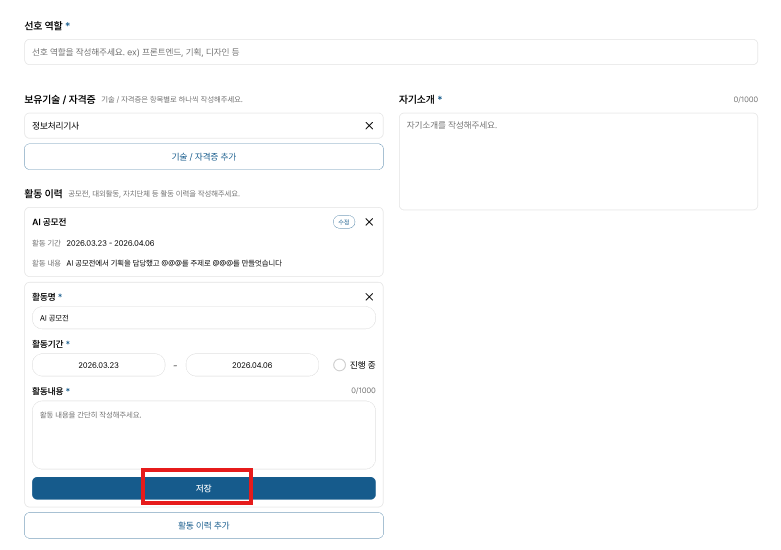 선호 역할 *
선호 역할을 작성해주세요. ex) 프론트엔드, 기획, 디자인 등
보유기술 / 자격증 기술 / 자격증은 항목별로 하나씩 작성해주세요.
정보처리기사
기술 / 자격증 추가
자기소개 * 0/1000
자기소개를 작성해주세요.
활동 이력 공모전, 대외활동, 자치단체 등 활동 이력을 작성해주세요.
AI 공모전 수정
활동 기간 2026.03.23 - 2026.04.06
활동 내용 AI 공모전에서 기획을 담당했고 @@@를 주제로 @@@를 만들엇습니다
활동명 *
AI 공모전
활동기간 *
2026.03.23 - 2026.04.06 진행 중
활동내용 * 0/1000
활동 내용을 간단히 작성해주세요.
저장
활동 이력 추가